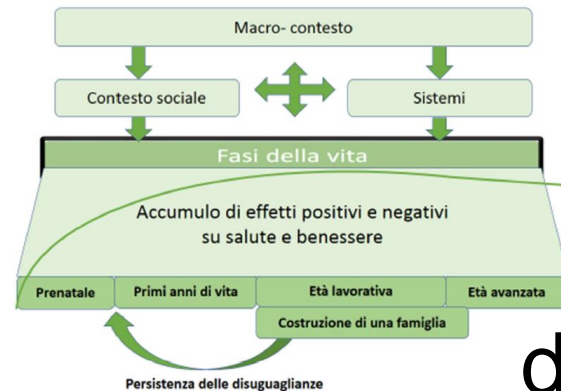 Macro- contesto
Contesto sociale
Sistemi
Fasi della vita
Accumulo di effetti positivi e negativi
su salute e benessere
Prenatale
Primi anni di vita
Età lavorativa
Età avanzata
Costruzione di una famiglia
Persistenza delle disuguaglianze
d